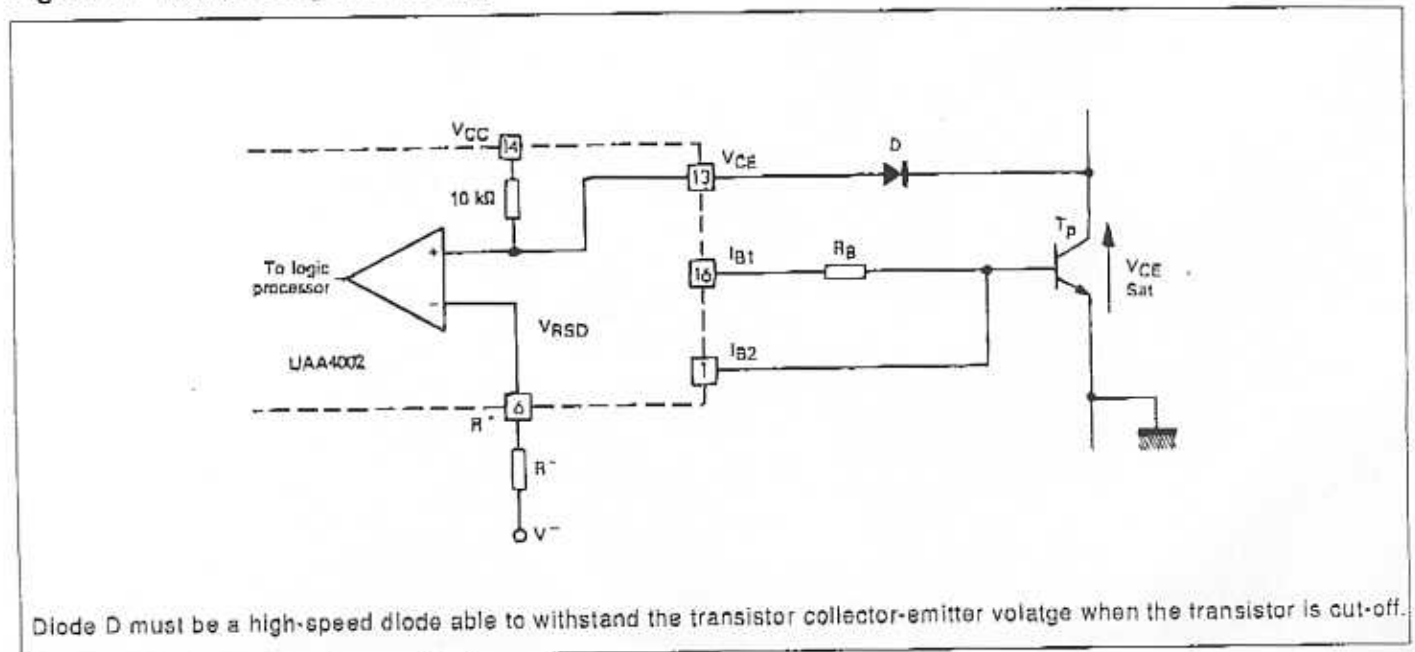 VCC
14
VCE
D
13
10 kΩ
+
To logic
processor
IB1
RB
TP
16
VCE
Sat
−
VRSD
UAA4002
IB2
1
6
R⁻
V⁻
Diode D must be a high-speed diode able to withstand the transistor collector-emitter volatge when the transistor is cut-off.